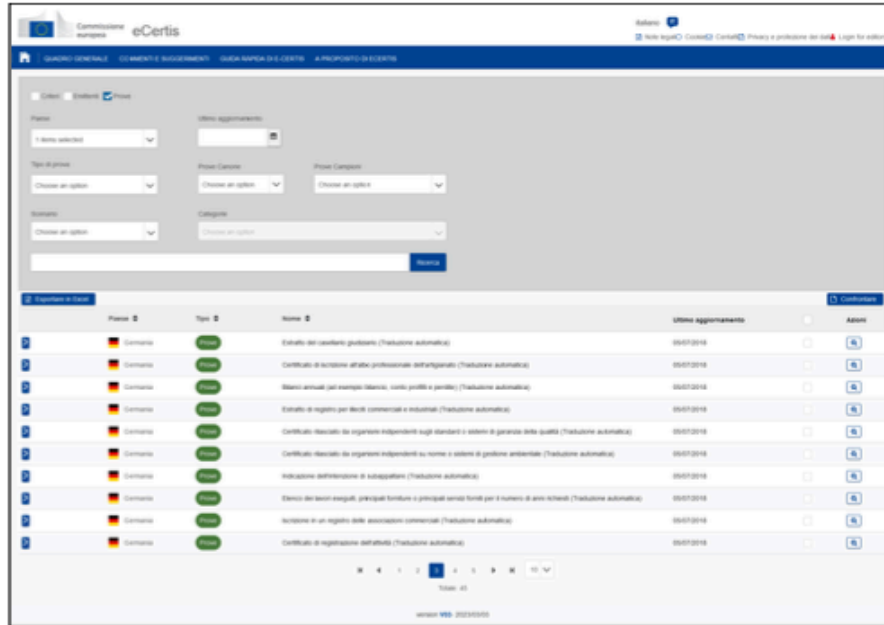 Commissione
europea
eCertis
italiano
Note legali Cookie Contatti Privacy e protezione dei dati Login for editors
QUADRO GENERALE COMMENTI E SUGGERIMENTI GUIDA RAPIDA DI E-CERTIS A PROPOSITO DI ECERTIS
Criteri Emittenti Prove
Paese Ultimo aggiornamento
1 items selected
Tipo di prova Prove Canone Prove Campioni
Choose an option Choose an option Choose an option
Scenario Categorie
Choose an option Choose an option
Ricerca
Esportare in Excel Confrontare
Paese Tipo Nome Ultimo aggiornamento Azioni
Germania Prove Estratto del casellario giudiziario (Traduzione automatica) 05/07/2018
Germania Prove Certificato di iscrizione all'albo professionale dell'artigianato (Traduzione automatica) 05/07/2018
Germania Prove Bilanci annuali (ad esempio bilancio, conto profitti e perdite) (Traduzione automatica) 05/07/2018
Germania Prove Estratto di registro per illeciti commerciali e industriali (Traduzione automatica) 05/07/2018
Germania Prove Certificato rilasciato da organismi indipendenti sugli standard o sistemi di garanzia della qualità (Traduzione automatica) 05/07/2018
Germania Prove Certificato rilasciato da organismi indipendenti su norme o sistemi di gestione ambientale (Traduzione automatica) 05/07/2018
Germania Prove Indicazione dell'intenzione di subappaltare (Traduzione automatica) 05/07/2018
Germania Prove Elenco dei lavori eseguiti, principali forniture o principali servizi forniti per il numero di anni richiesti (Traduzione automatica) 05/07/2018
Germania Prove Iscrizione in un registro delle associazioni commerciali (Traduzione automatica) 05/07/2018
Germania Prove Certificato di registrazione dell'attività (Traduzione automatica) 05/07/2018
1 2 3 4 5 10
Totale: 45
version V03- 2023/03/03